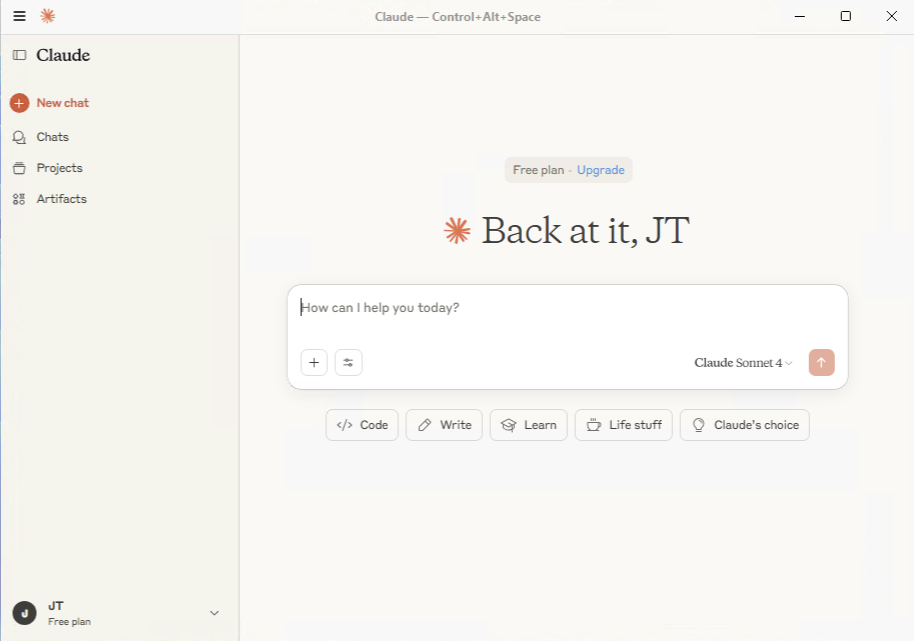 Claude — Control+Alt+Space
Claude
New chat
Chats
Projects
Artifacts
Free plan · Upgrade
Back at it, JT
How can I help you today?
Claude Sonnet 4
</> Code
Write
Learn
Life stuff
Claude's choice
J
JT
Free plan